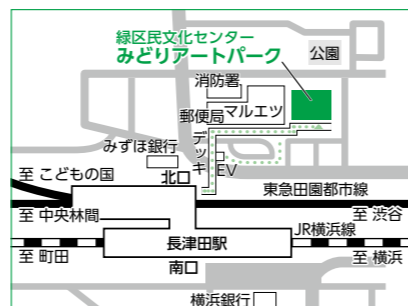 緑区民文化センター
みどりアートパーク
公園
消防署
郵便局
マルエツ
みずほ銀行
デッキ
EV
北口
至 こどもの国
東急田園都市線
至 中央林間
至 渋谷
長津田駅
JR横浜線
至 町田
至 横浜
南口
横浜銀行